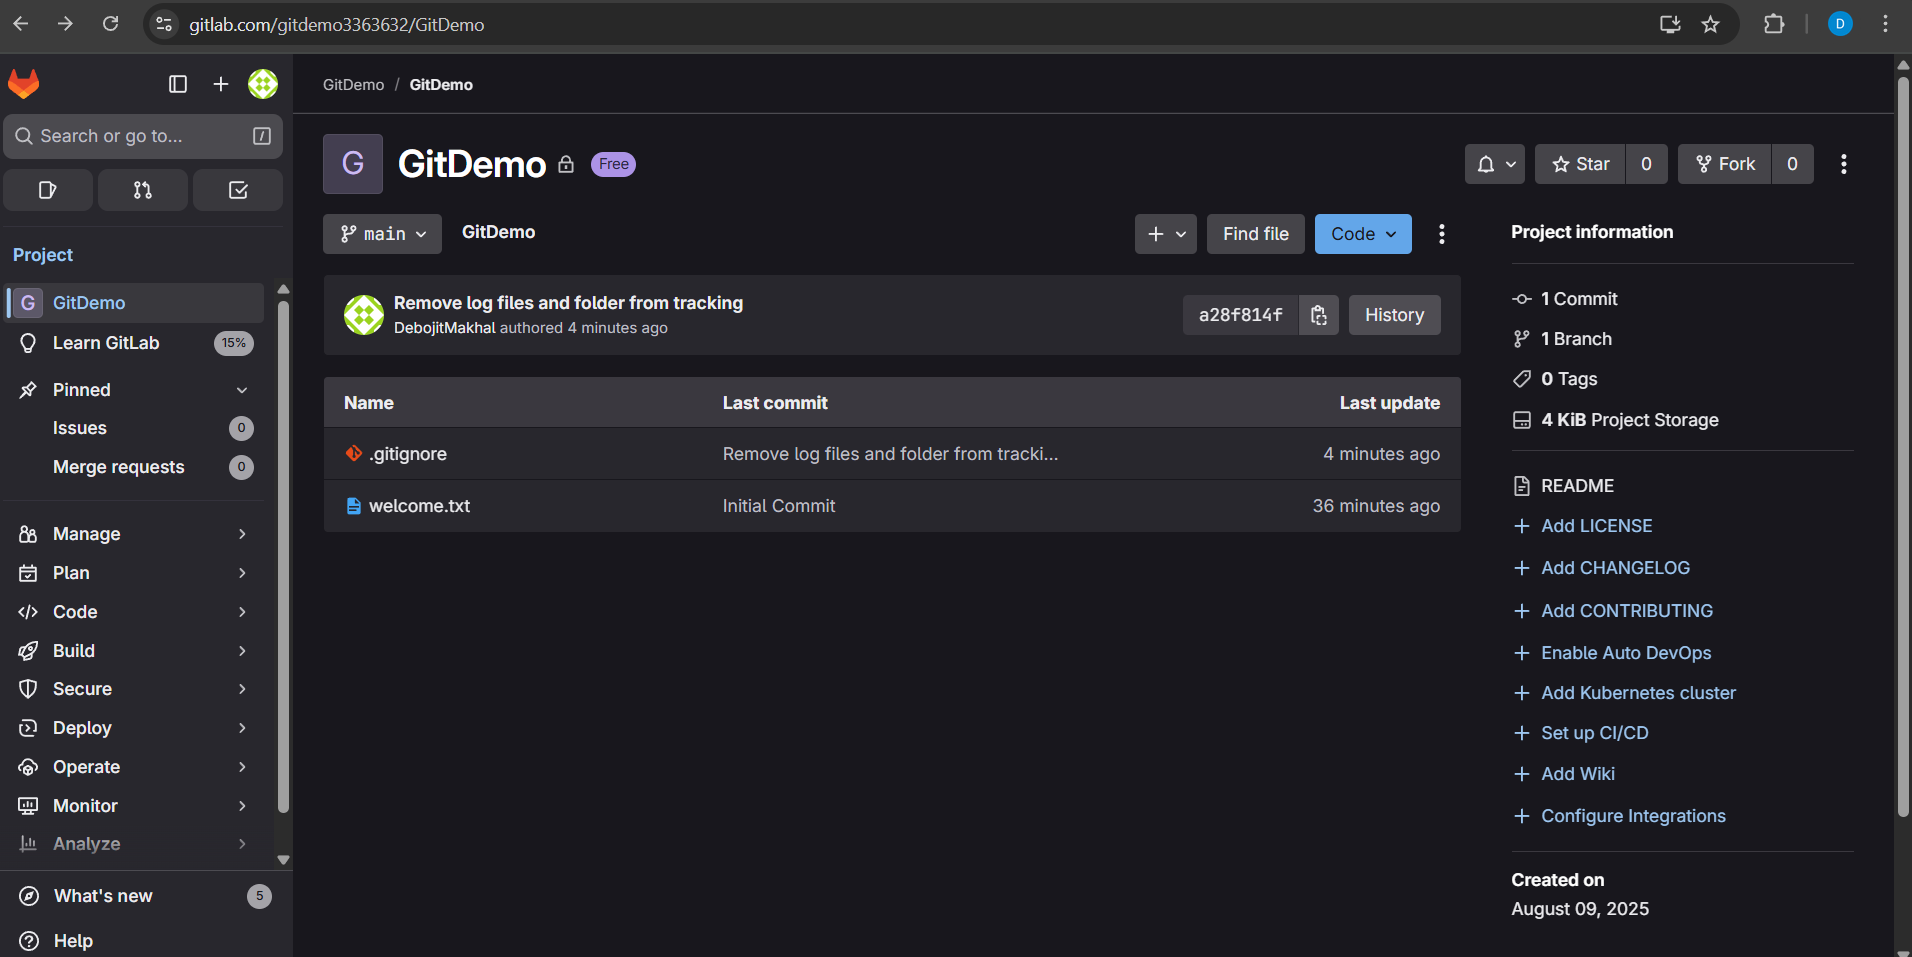 gitlab.com/gitdemo3363632/GitDemo
D
Search or go to...
/
Project
G GitDemo
Learn GitLab 15%
Pinned
Issues 0
Merge requests 0
Manage
Plan
Code
Build
Secure
Deploy
Operate
Monitor
Analyze
What's new 5
Help
GitDemo / GitDemo
G GitDemo Free
Star 0 Fork 0
main GitDemo + Find file Code
Remove log files and folder from tracking
DebojitMakhal authored 4 minutes ago
a28f814f History
Name Last commit Last update
.gitignore Remove log files and folder from tracki... 4 minutes ago
welcome.txt Initial Commit 36 minutes ago
Project information
1 Commit
1 Branch
0 Tags
4 KiB Project Storage
README
+ Add LICENSE
+ Add CHANGELOG
+ Add CONTRIBUTING
+ Enable Auto DevOps
+ Add Kubernetes cluster
+ Set up CI/CD
+ Add Wiki
+ Configure Integrations
Created on
August 09, 2025